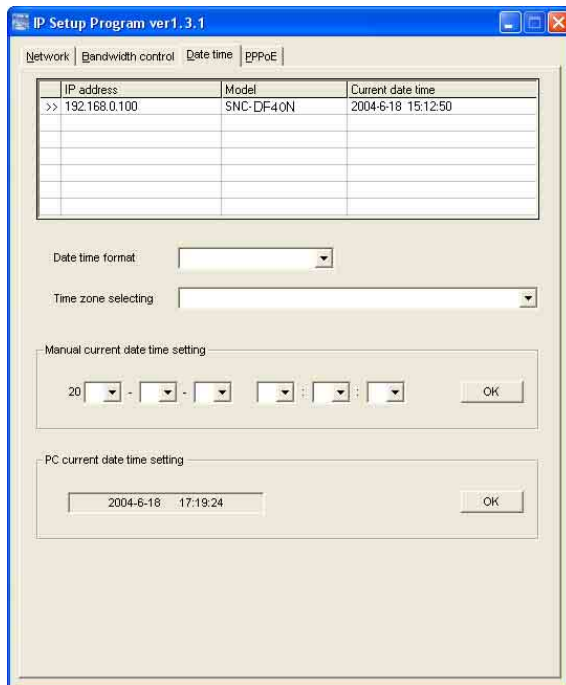 IP Setup Program ver1.3.1
Network Bandwidth control Date time PPPoE
IP address Model Current date time
>> 192.168.0.100 SNC-DF40N 2004-6-18 15:12:50
Date time format
Time zone selecting
Manual current date time setting
20 - - : : OK
PC current date time setting
2004-6-18 17:19:24 OK